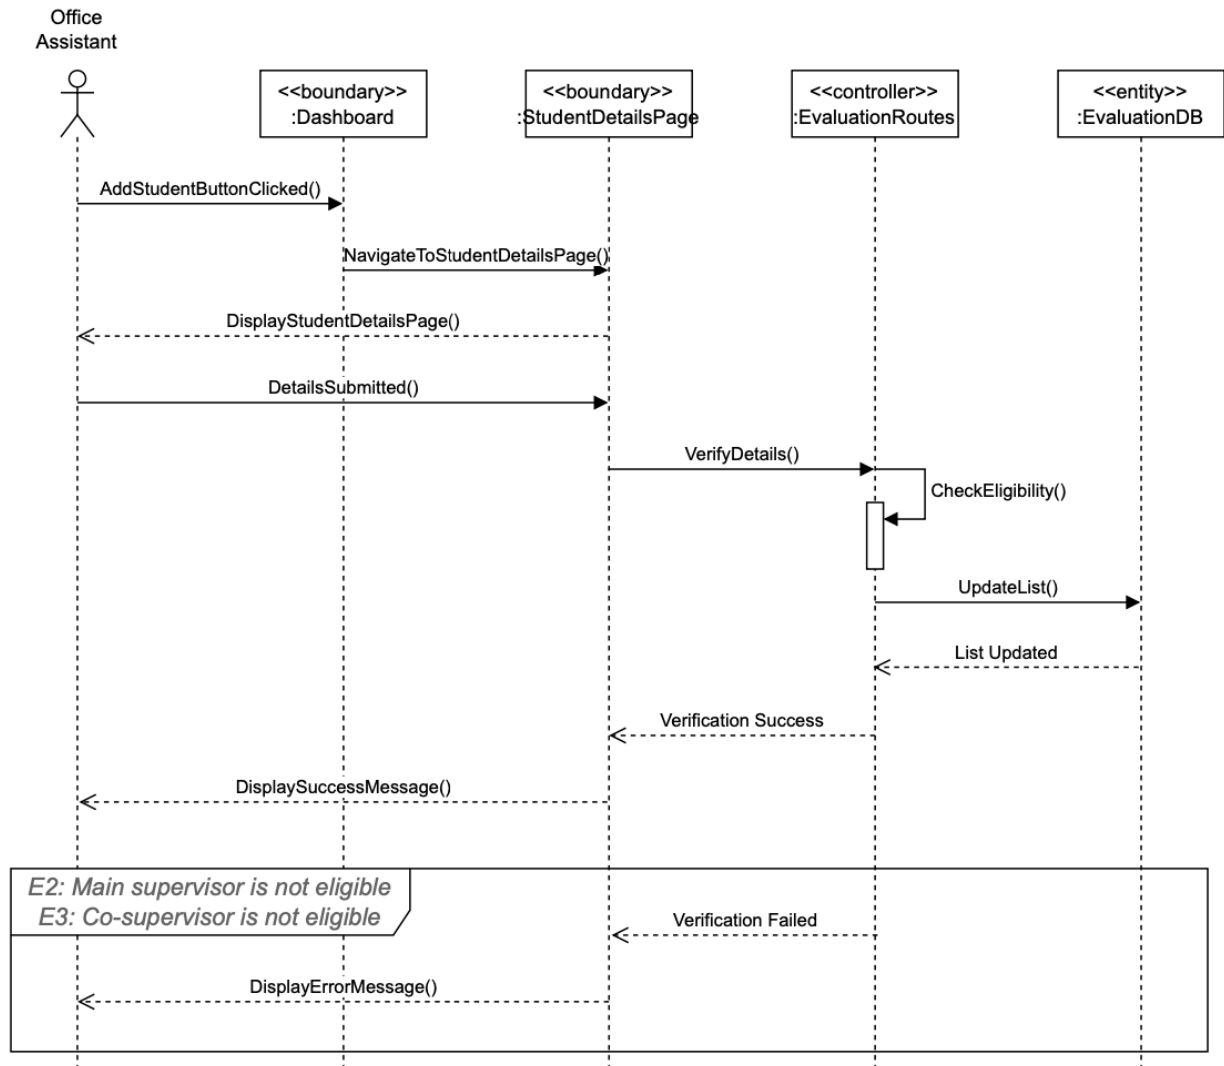 Office
Assistant
<<boundary>>
:Dashboard
<<boundary>>
:StudentDetailsPage
<<controller>>
:EvaluationRoutes
<<entity>>
:EvaluationDB
AddStudentButtonClicked()
NavigateToStudentDetailsPage()
DisplayStudentDetailsPage()
DetailsSubmitted()
VerifyDetails()
CheckEligibility()
UpdateList()
List Updated
Verification Success
DisplaySuccessMessage()
E2: Main supervisor is not eligible
E3: Co-supervisor is not eligible
Verification Failed
DisplayErrorMessage()